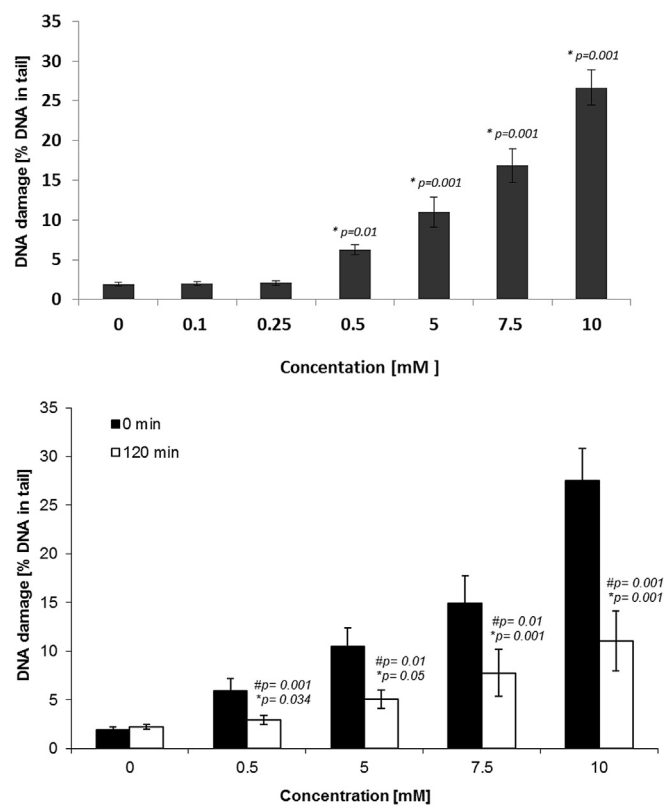 35
30
25
20
15
10
5
0
DNA damage [% DNA in tail]
* p=0.01
* p=0.001
* p=0.001
* p=0.001
0 0.1 0.25 0.5 5 7.5 10
Concentation [mM ]
35
30
25
20
15
10
5
0
DNA damage [% DNA in tail]
0 min
120 min
#p= 0.001
*p= 0.034
#p= 0.01
*p= 0.05
#p= 0.01
*p= 0.001
#p= 0.001
*p= 0.001
0 0.5 5 7.5 10
Concentration [mM]